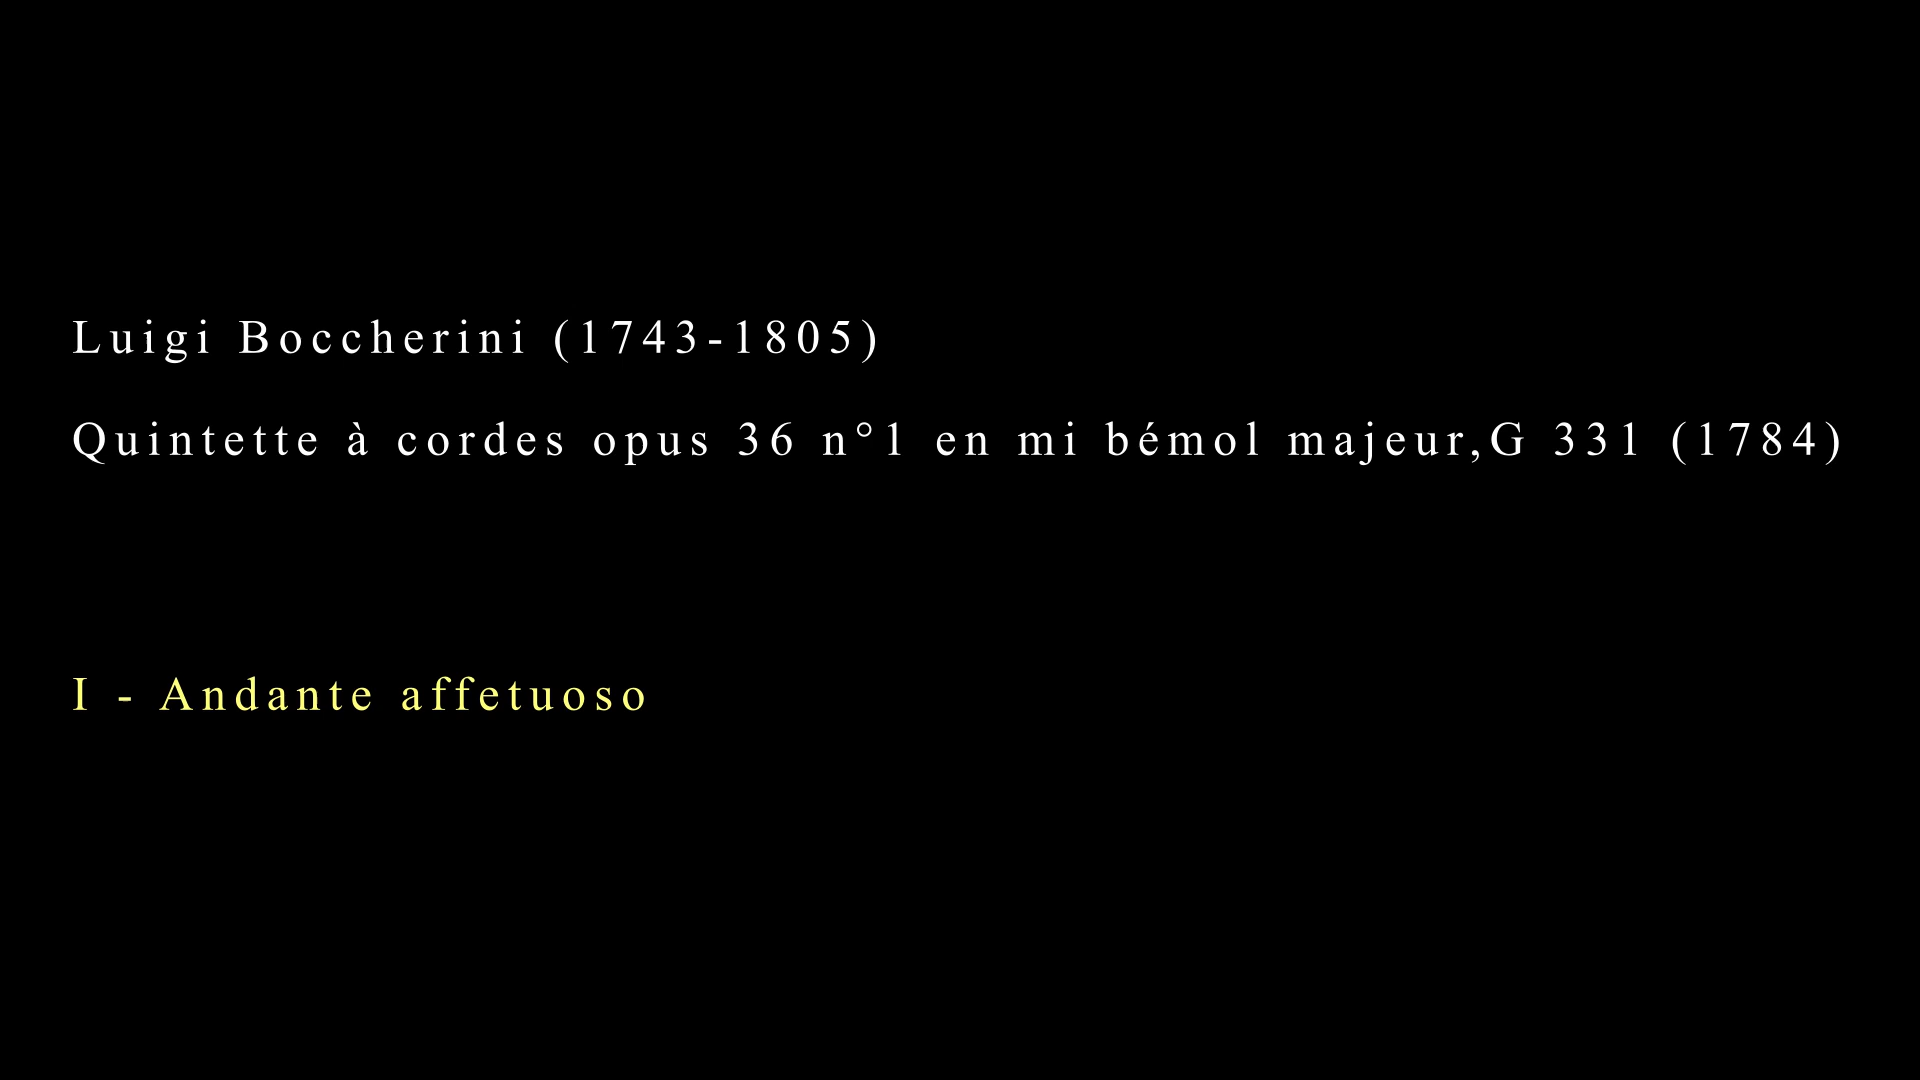 Luigi Boccherini (1743-1805)
Quintette à cordes opus 36 n°1 en mi bémol majeur,G 331 (1784)
I - Andante affetuoso